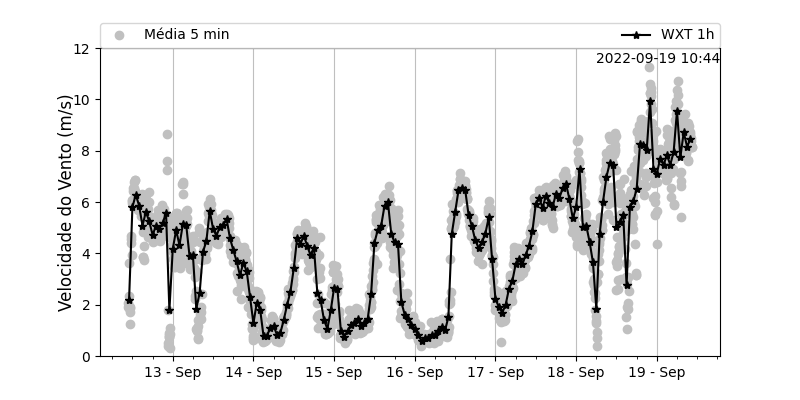 Média 5 min
WXT 1h
2022-09-19 10:44
Velocidade do Vento (m/s)
12
10
8
6
4
2
0
13 - Sep
14 - Sep
15 - Sep
16 - Sep
17 - Sep
18 - Sep
19 - Sep